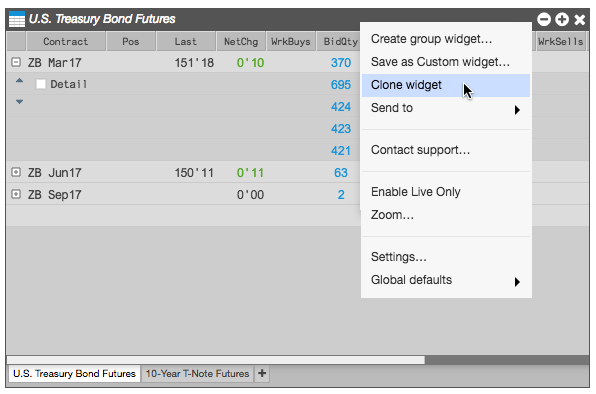 U.S. Treasury Bond Futures
Contract Pos Last NetChg WrkBuys BidQty WrkSells
ZB Mar17 151'18 0'10 370
Detail 695
424
423
421
ZB Jun17 150'11 0'11 63
ZB Sep17 0'00 2
Create group widget...
Save as Custom widget...
Clone widget
Send to
Contact support...
Enable Live Only
Zoom...
Settings...
Global defaults
U.S. Treasury Bond Futures 10-Year T-Note Futures +